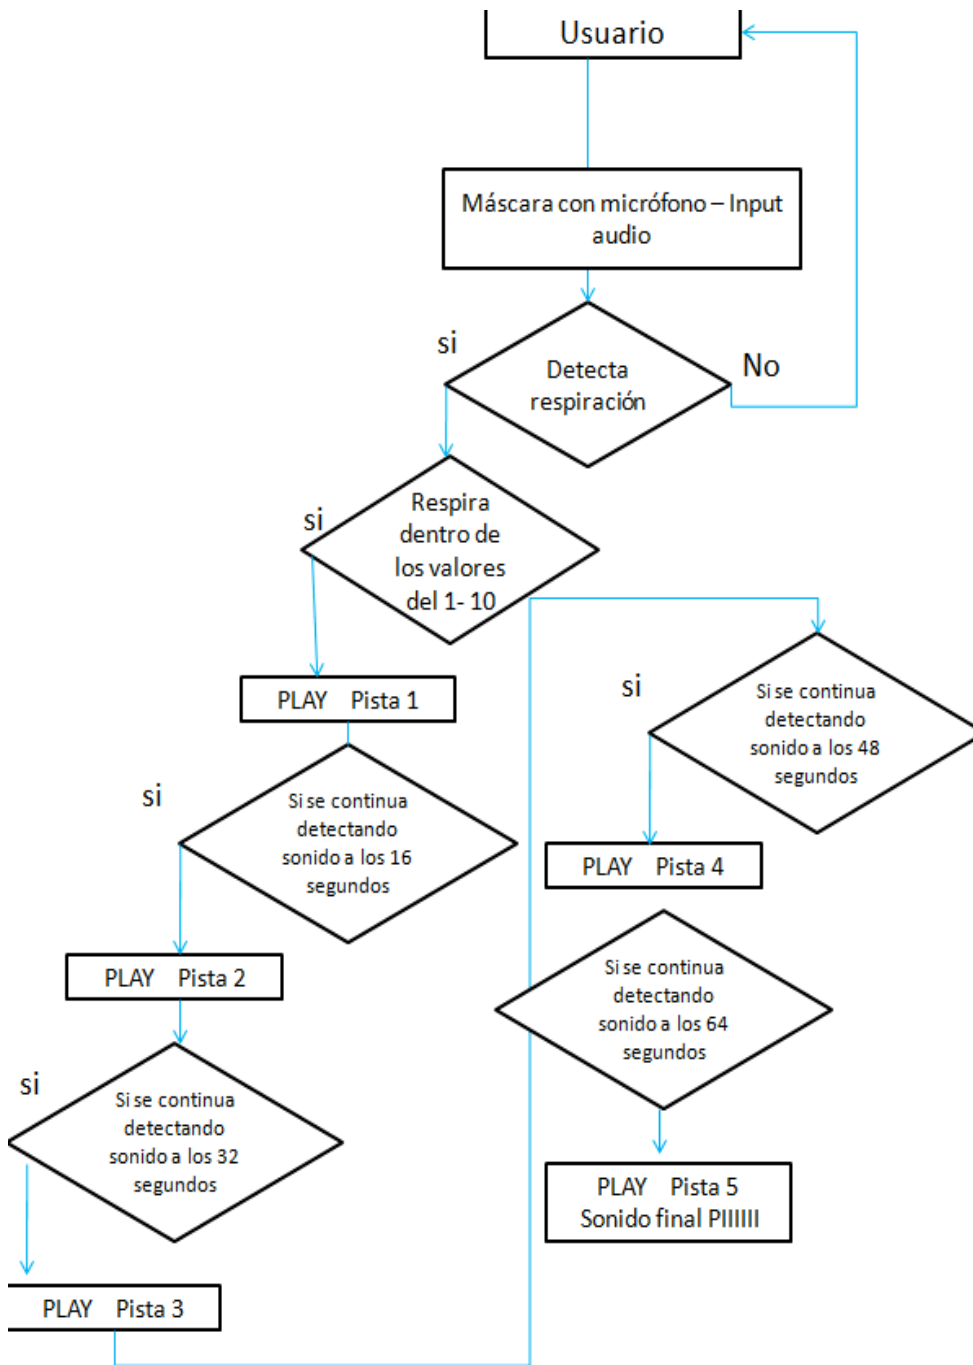 Usuario
Máscara con micrófono – Input
audio
si
Detecta
respiración
No
si
Respira
dentro de
los valores
del 1- 10
PLAY Pista 1
si
Si se continua
detectando
sonido a los 16
segundos
PLAY Pista 2
si
Si se continua
detectando
sonido a los 32
segundos
PLAY Pista 3
si
Si se continua
detectando
sonido a los 48
segundos
PLAY Pista 4
Si se continua
detectando
sonido a los 64
segundos
PLAY Pista 5
Sonido final PIIIIII